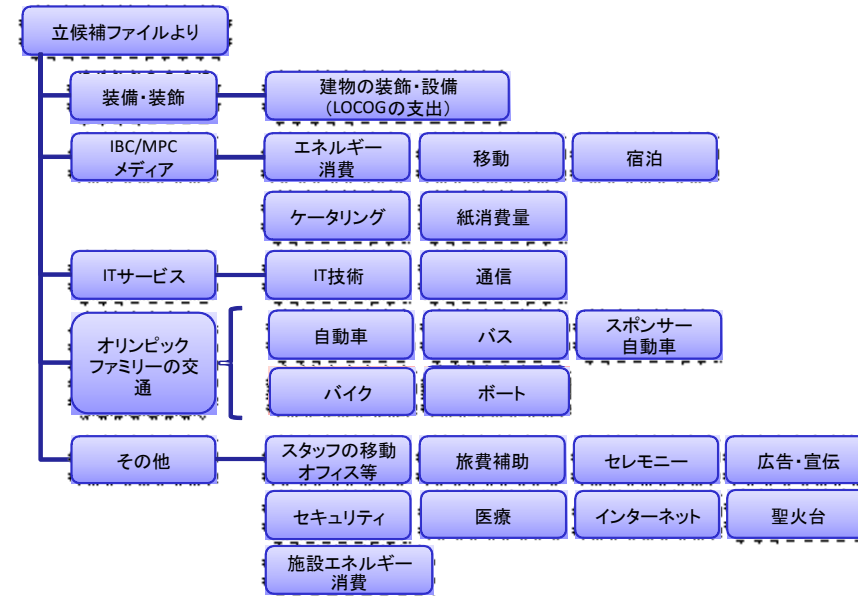 立候補ファイルより
装備・装飾
建物の装飾・設備
（LOCOGの支出）
IBC/MPC
メディア
エネルギー
消費
移動
宿泊
ケータリング
紙消費量
ITサービス
IT技術
通信
オリンピック
ファミリーの交
通
自動車
バス
スポンサー
自動車
バイク
ボート
その他
スタッフの移動
オフィス等
旅費補助
セレモニー
広告・宣伝
セキュリティ
医療
インターネット
聖火台
施設エネルギー
消費